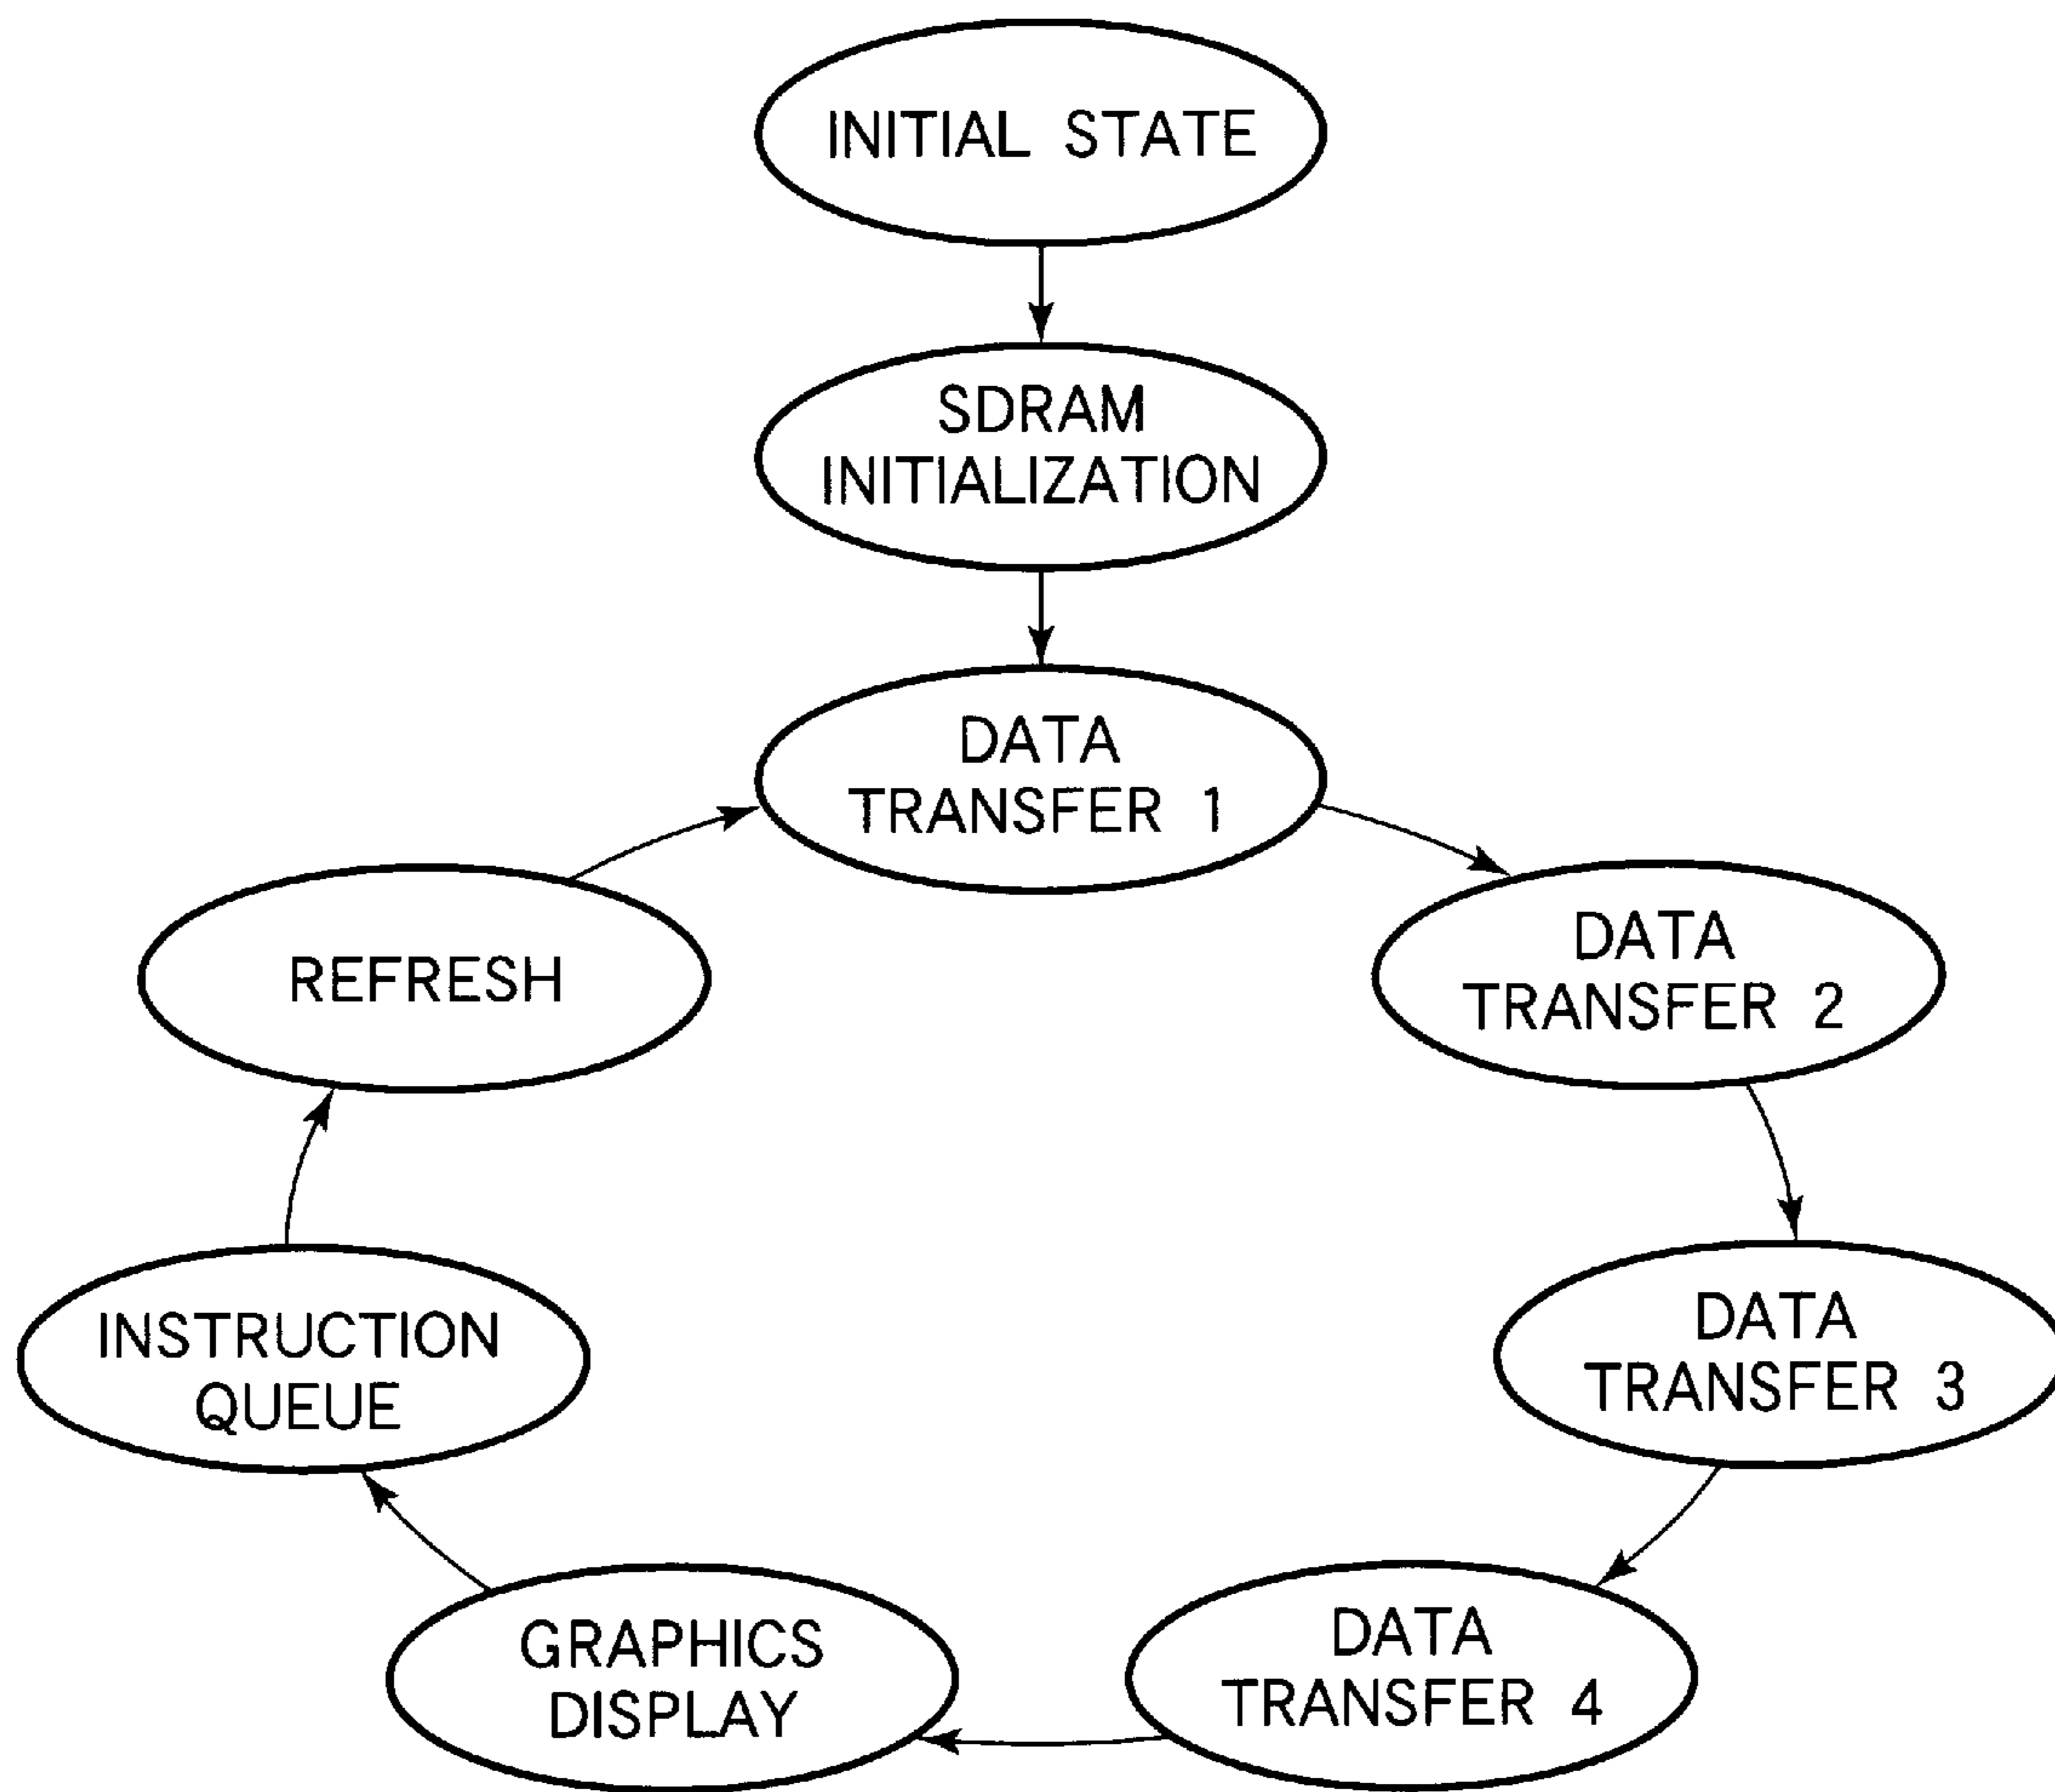 INITIAL STATE
SDRAM
INITIALIZATION
DATA
TRANSFER 1
DATA
TRANSFER 2
DATA
TRANSFER 3
DATA
TRANSFER 4
GRAPHICS
DISPLAY
INSTRUCTION
QUEUE
REFRESH